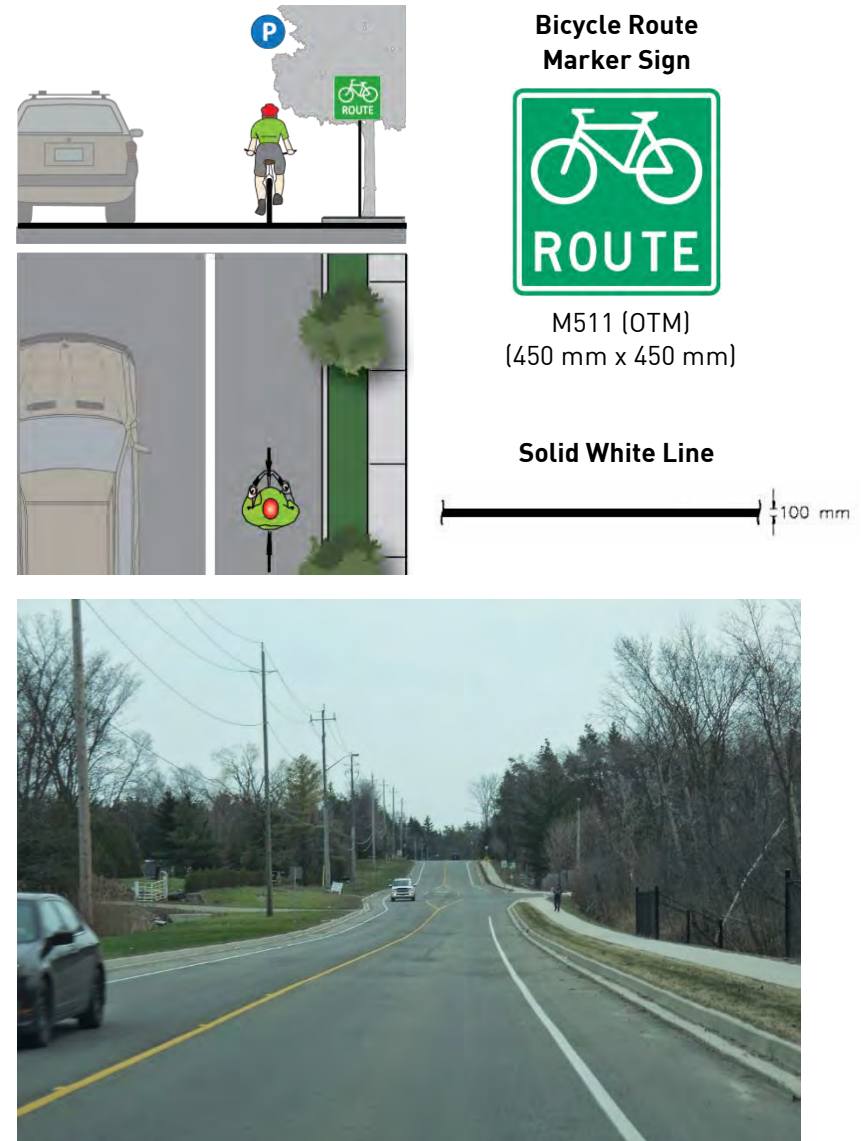 P
ROUTE
Bicycle Route
Marker Sign
ROUTE
M511 (OTM)
(450 mm x 450 mm)
Solid White Line
100 mm